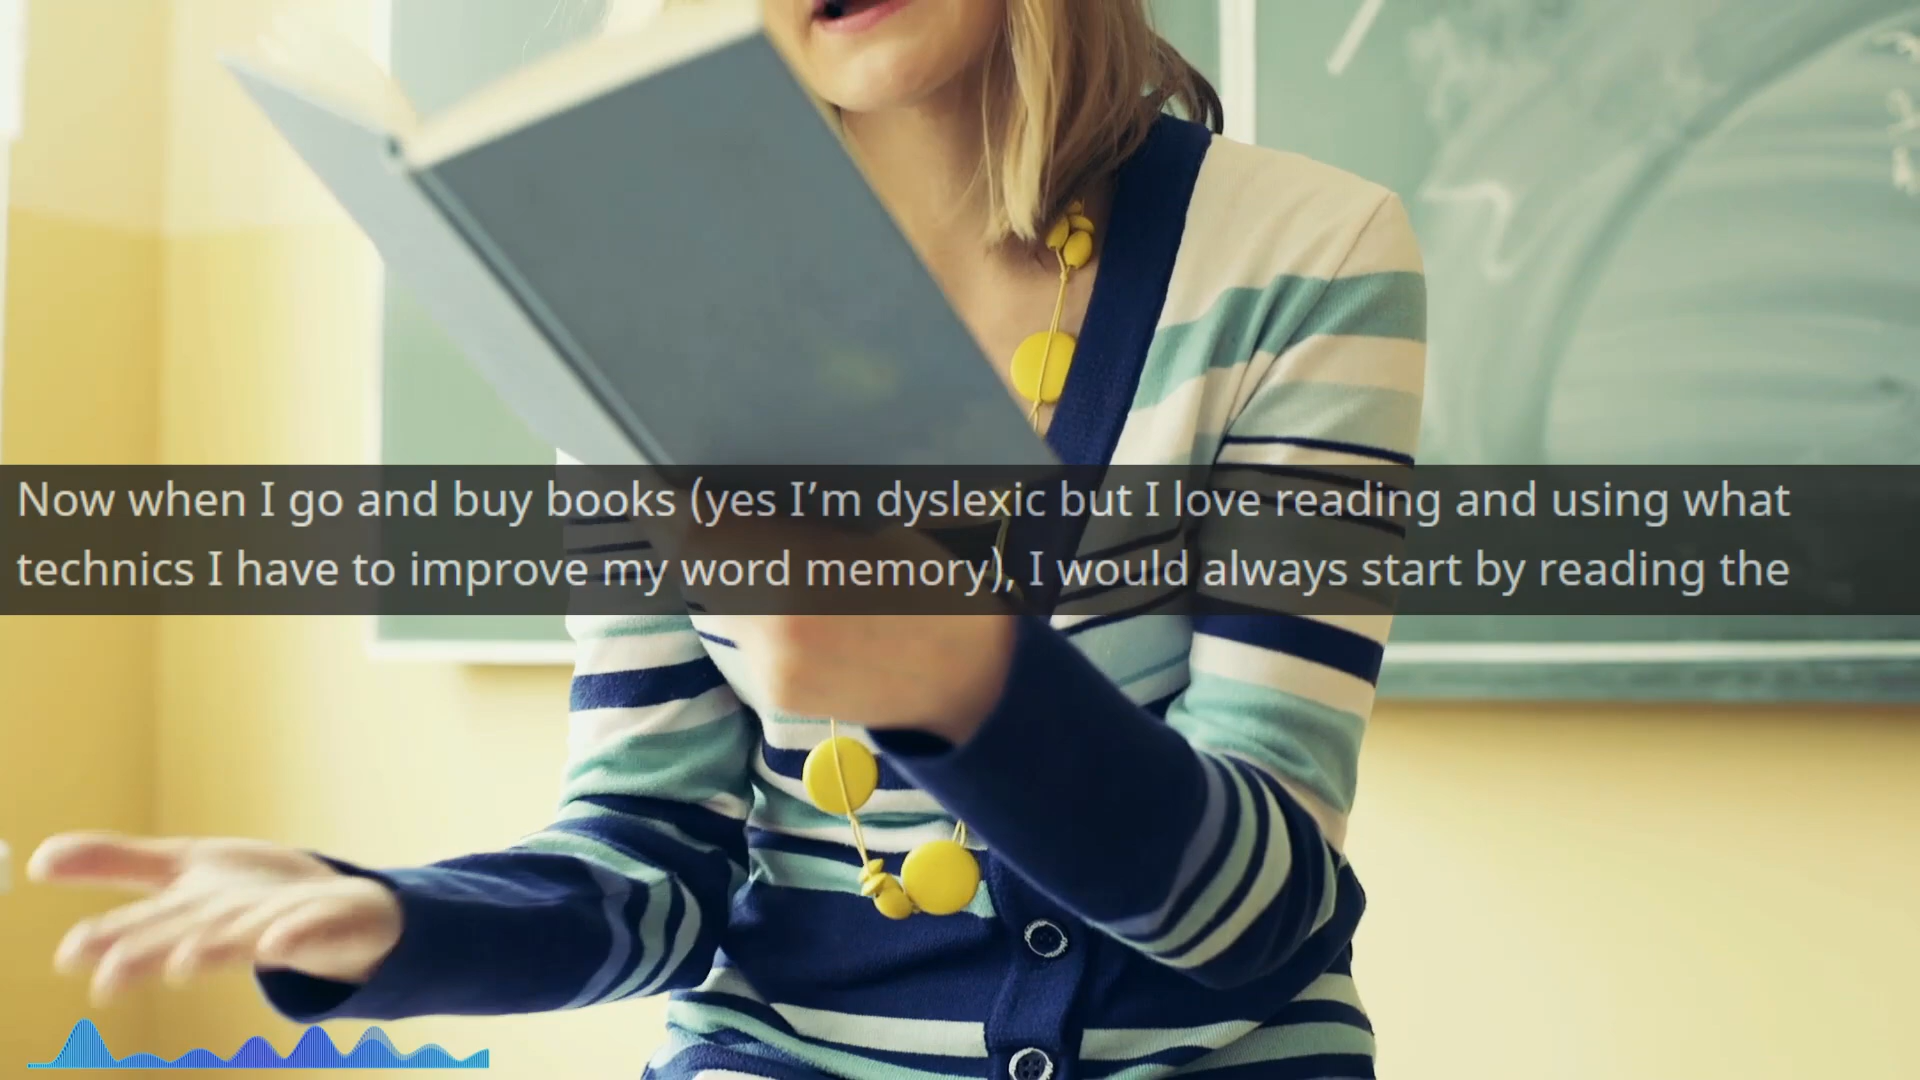 Now when I go and buy books (yes I’m dyslexic but I love reading and using what
technics I have to improve my word memory), I would always start by reading the